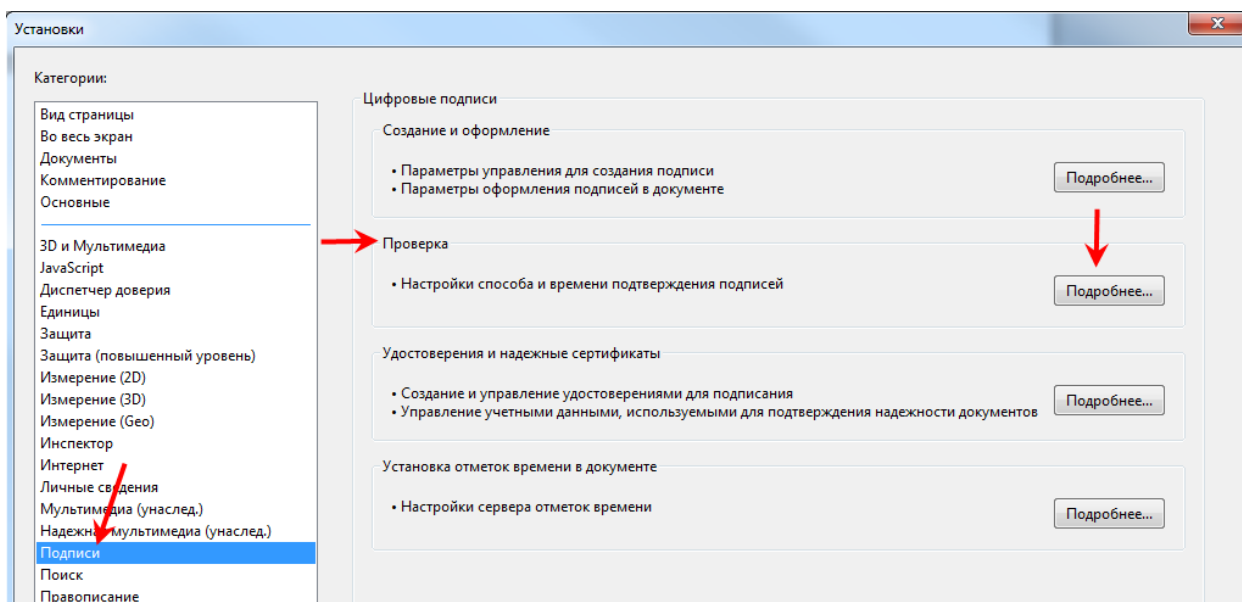 Установки
Категории:
Вид страницы
Во весь экран
Документы
Комментирование
Основные
3D и Мультимедиа
JavaScript
Диспетчер доверия
Единицы
Защита
Защита (повышенный уровень)
Измерение (2D)
Измерение (3D)
Измерение (Geo)
Инспектор
Интернет
Личные сведения
Мультимедиа (унаслед.)
Надежная мультимедиа (унаслед.)
Подписи
Поиск
Правописание
Цифровые подписи
Создание и оформление
• Параметры управления для создания подписи
• Параметры оформления подписей в документе
Подробнее...
Проверка
• Настройки способа и времени подтверждения подписей
Подробнее...
Удостоверения и надежные сертификаты
• Создание и управление удостоверениями для подписания
• Управление учетными данными, используемыми для подтверждения надежности документов
Подробнее...
Установка отметок времени в документе
• Настройки сервера отметок времени
Подробнее...